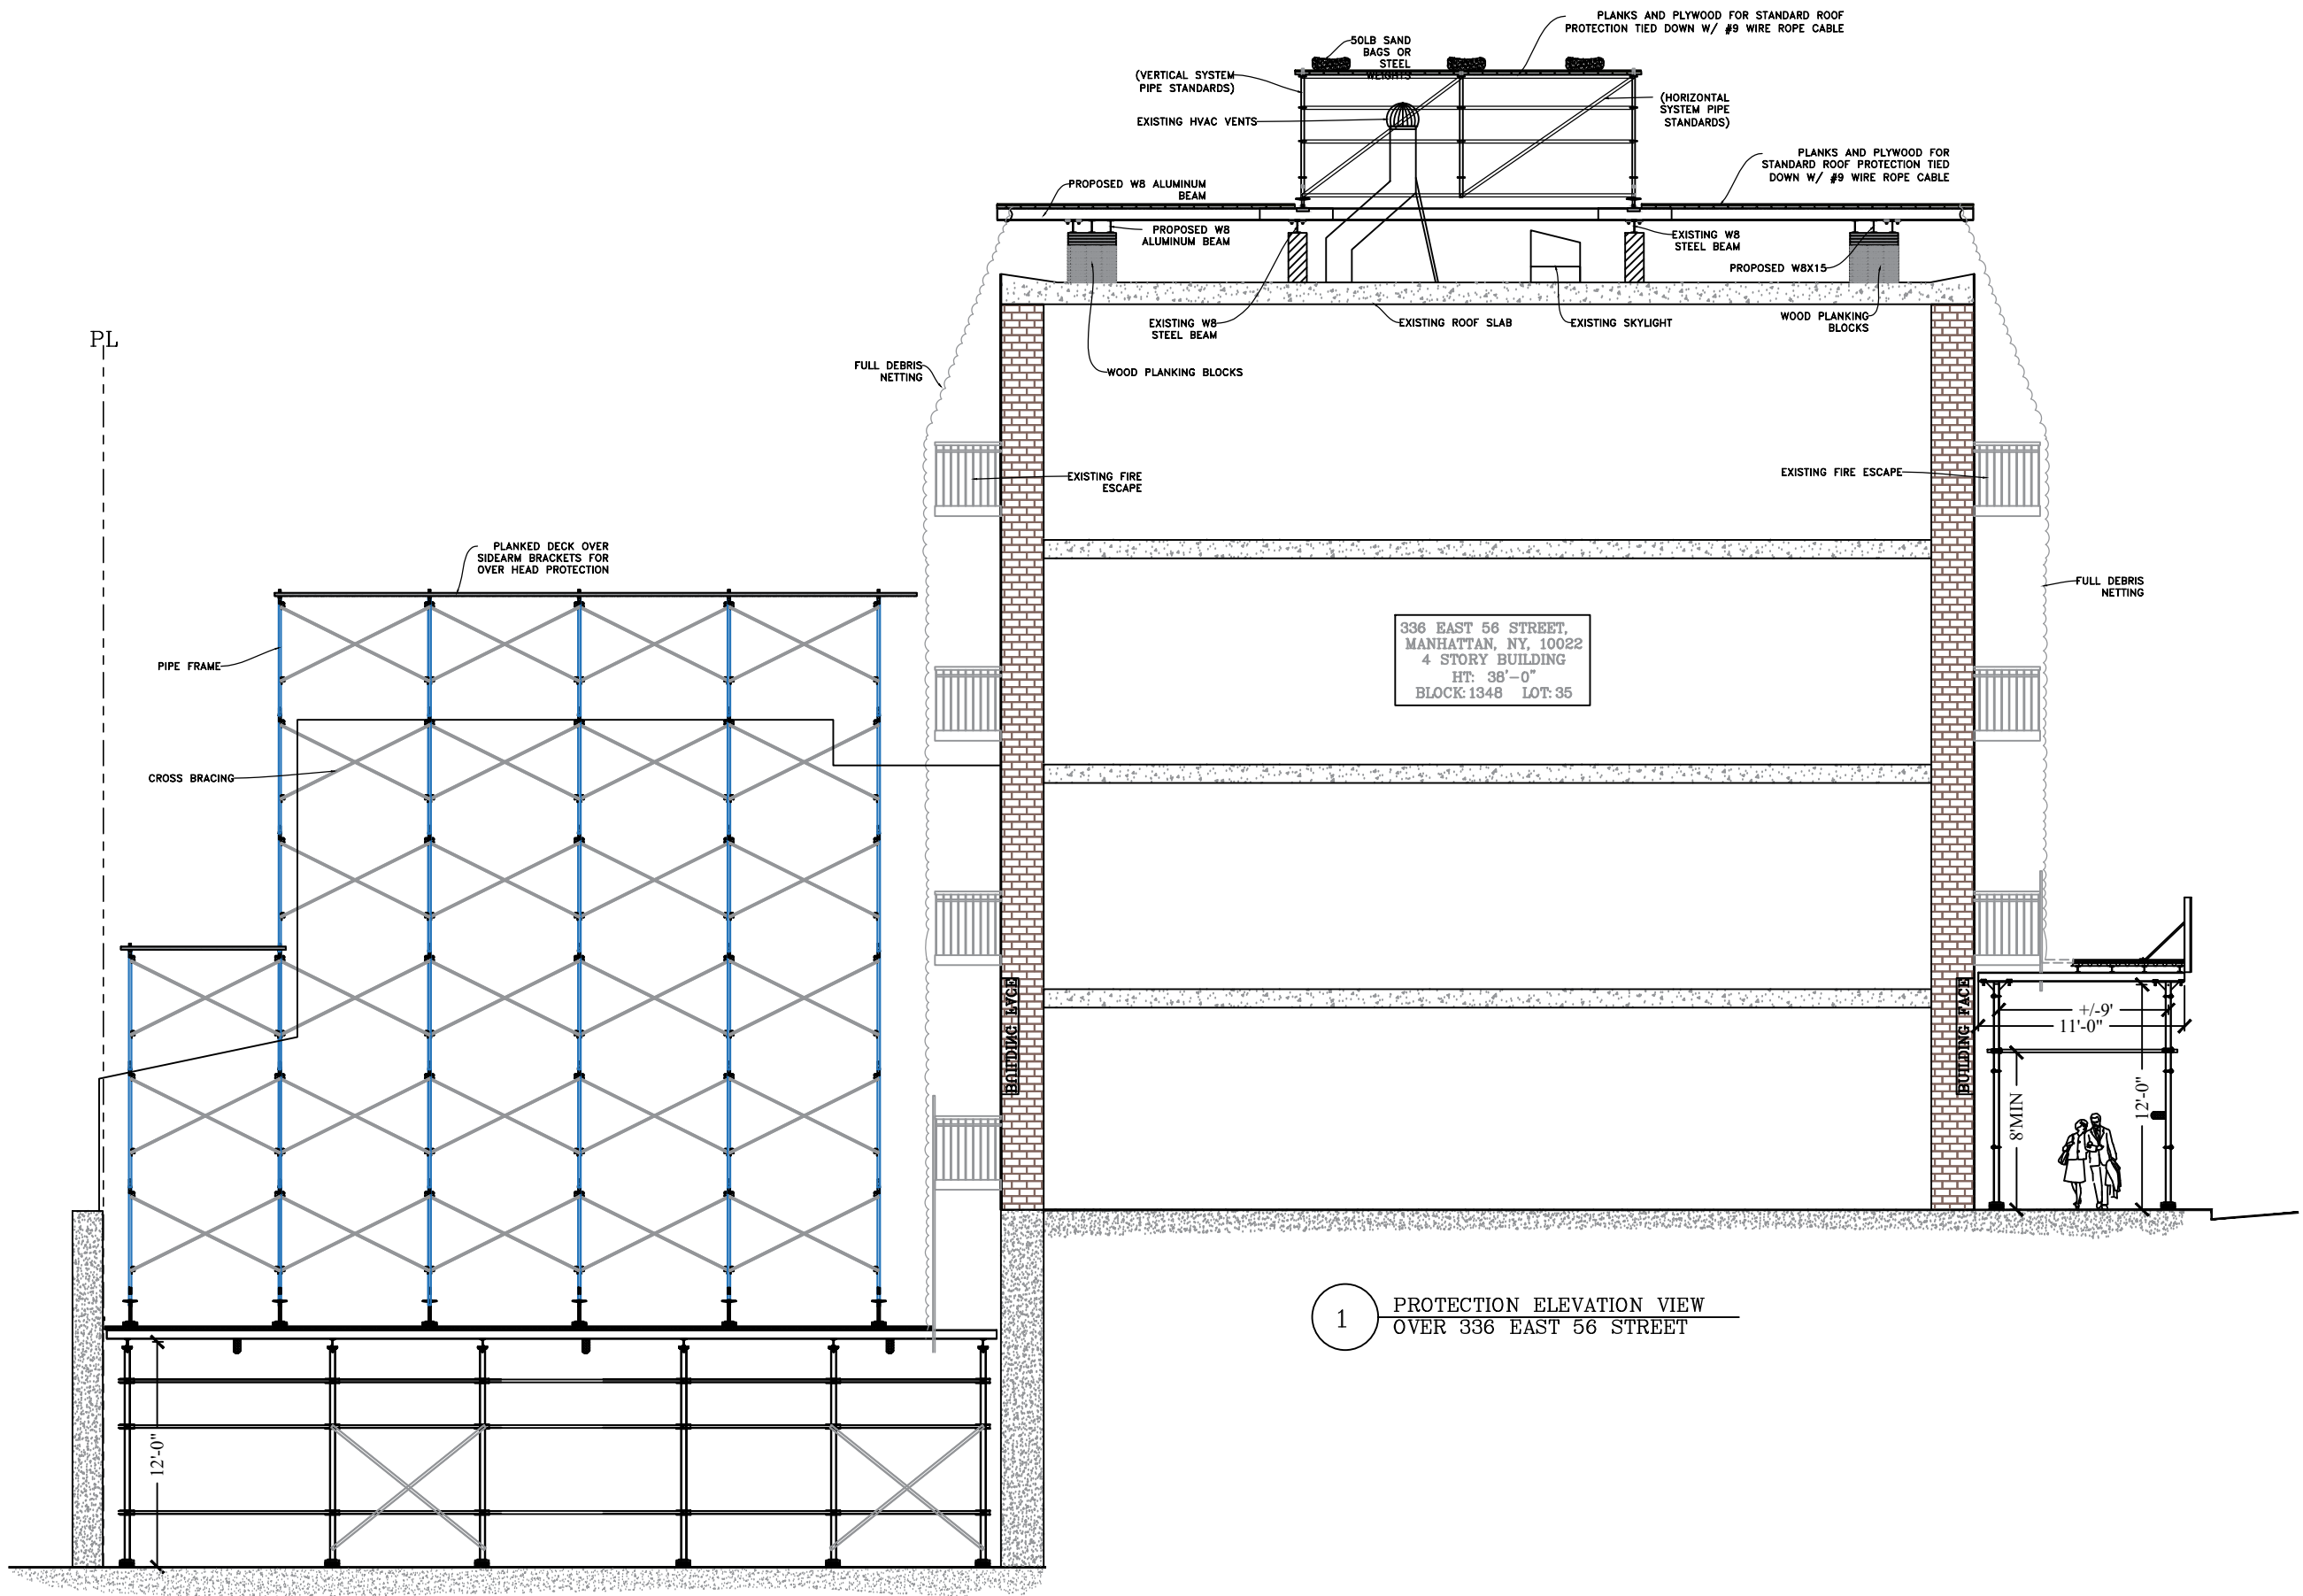 PLANKS AND PLYWOOD FOR STANDARD ROOF
PROTECTION TIED DOWN W/ #9 WIRE ROPE CABLE
50LB SAND
BAGS OR
STEEL
WEIGHTS
(VERTICAL SYSTEM
PIPE STANDARDS)
(HORIZONTAL
SYSTEM PIPE
STANDARDS)
EXISTING HVAC VENTS
PLANKS AND PLYWOOD FOR
STANDARD ROOF PROTECTION TIED
DOWN W/ #9 WIRE ROPE CABLE
PROPOSED W8 ALUMINUM
BEAM
PROPOSED W8
ALUMINUM BEAM
EXISTING W8
STEEL BEAM
PROPOSED W8X15
EXISTING W8
STEEL BEAM
EXISTING ROOF SLAB
EXISTING SKYLIGHT
WOOD PLANKING
BLOCKS
PL
FULL DEBRIS
NETTING
WOOD PLANKING BLOCKS
EXISTING FIRE
ESCAPE
EXISTING FIRE ESCAPE
PLANKED DECK OVER
SIDEARM BRACKETS FOR
OVER HEAD PROTECTION
FULL DEBRIS
NETTING
336 EAST 56 STREET,
MANHATTAN, NY, 10022
4 STORY BUILDING
HT: 38'-0"
BLOCK: 1348 LOT: 35
PIPE FRAME
CROSS BRACING
BUILDING FACE
BUILDING FACE
+/-9'
11'-0"
8'MIN
12'-0"
1
PROTECTION ELEVATION VIEW
OVER 336 EAST 56 STREET
12'-0"